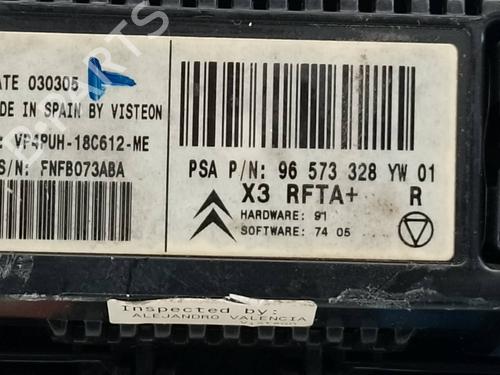 ATE 030305
DE IN SPAIN BY VISTEON
: VP4PUH-18C612-ME
S/N: FNFB073ABA
PSA P/N: 96 573 328 YW 01
X3 RFTA+ R
HARDWARE: 91
SOFTWARE: 74 05
Inspected by:
ALEJANDRO VALENCIA
Visteon